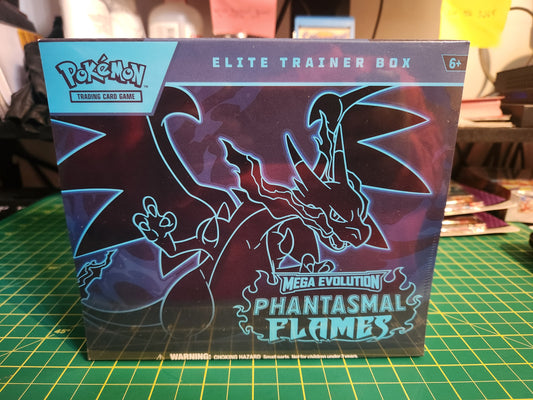 ELITE TRAINER BOX
6+
POKéMON
TRADING CARD GAME
MEGA EVOLUTION
PHANTASMAL
FLAMES
WARNING: CHOKING HAZARD Small parts. Not for children under 3 years.